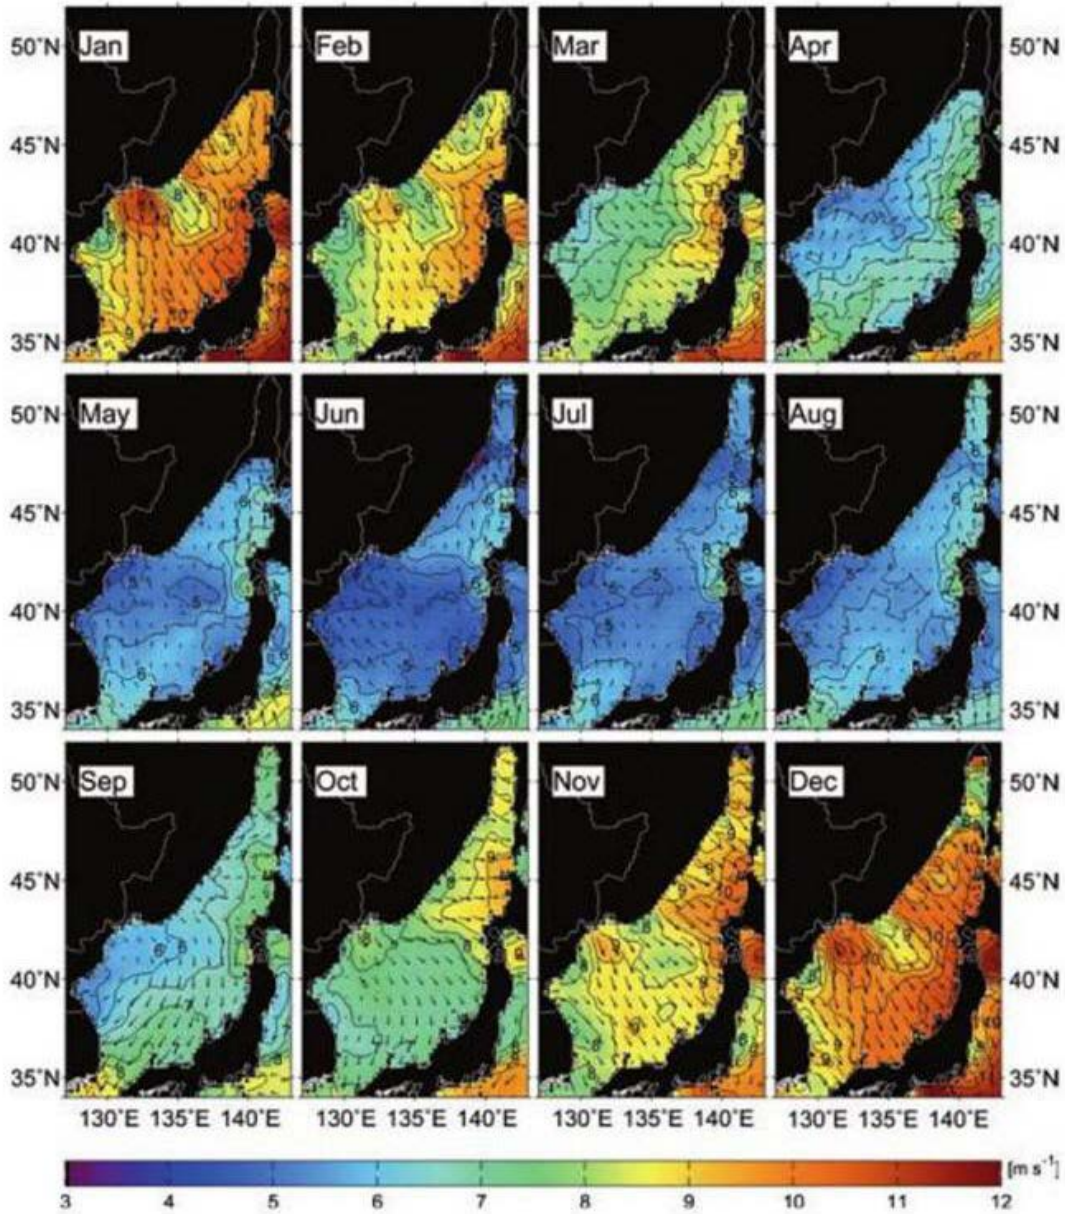 Jan Feb Mar Apr
50°N 50°N
45°N 45°N
40°N 40°N
35°N 35°N
May Jun Jul Aug
50°N 50°N
45°N 45°N
40°N 40°N
35°N 35°N
Sep Oct Nov Dec
50°N 50°N
45°N 45°N
40°N 40°N
35°N 35°N
130°E 135°E 140°E 130°E 135°E 140°E 130°E 135°E 140°E 130°E 135°E 140°E
[m s⁻¹]
3 4 5 6 7 8 9 10 11 12